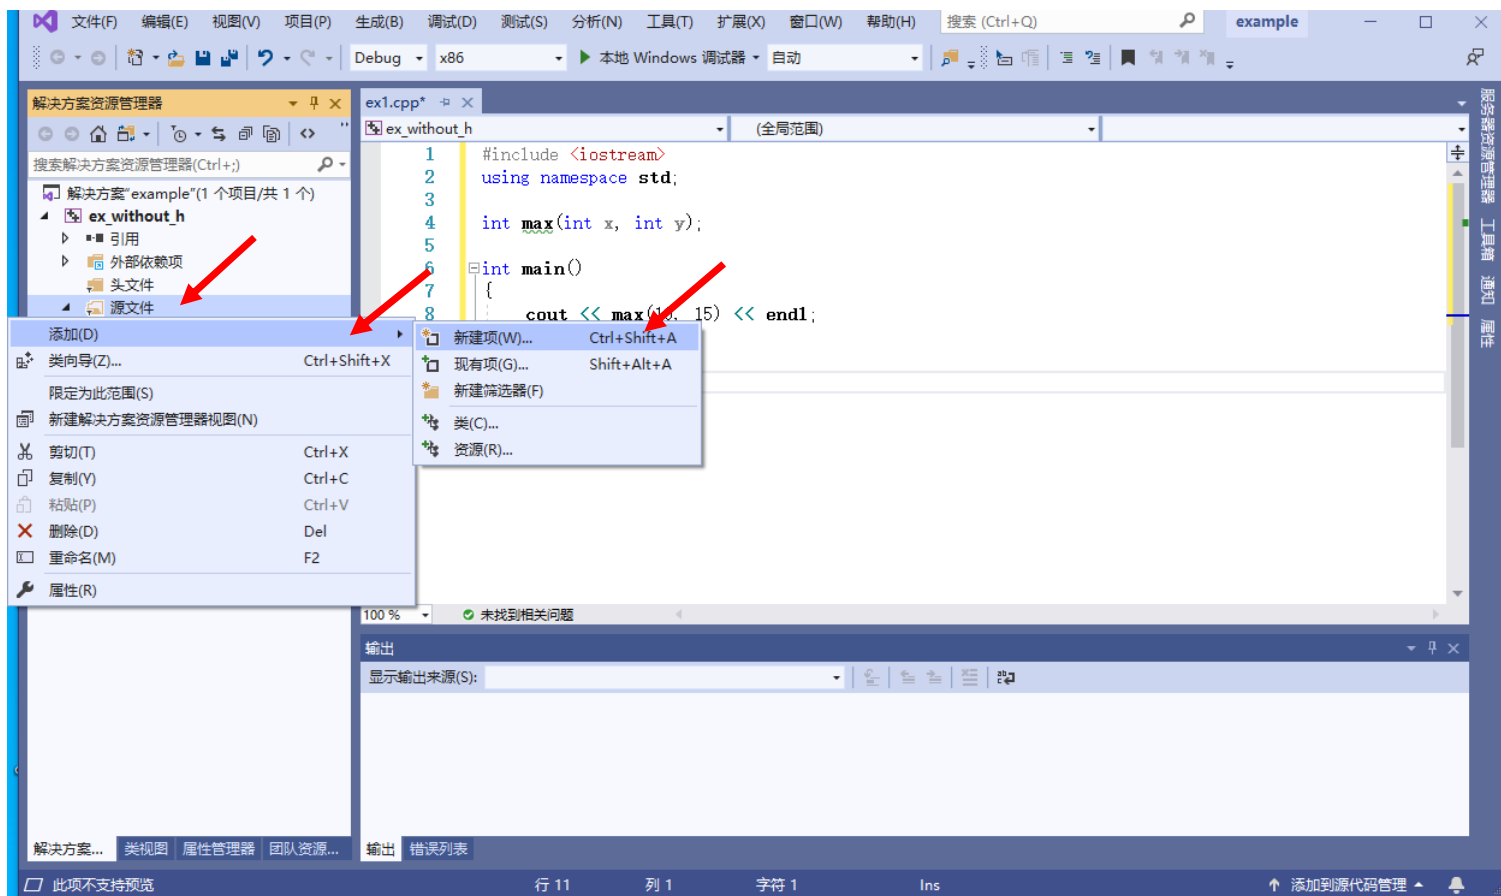 文件(F) 编辑(E) 视图(V) 项目(P) 生成(B) 调试(D) 测试(S) 分析(N) 工具(T) 扩展(X) 窗口(W) 帮助(H) 搜索 (Ctrl+Q) example
Debug x86 本地 Windows 调试器 自动
解决方案资源管理器
搜索解决方案资源管理器(Ctrl+;)
解决方案"example"(1 个项目/共 1 个)
ex_without_h
引用
外部依赖项
头文件
源文件
添加(D)
类向导(Z)... Ctrl+Shift+X
限定为此范围(S)
新建解决方案资源管理器视图(N)
剪切(T) Ctrl+X
复制(Y) Ctrl+C
粘贴(P) Ctrl+V
删除(D) Del
重命名(M) F2
属性(R)
新建项(W)... Ctrl+Shift+A
现有项(G)... Shift+Alt+A
新建筛选器(F)
类(C)...
资源(R)...
ex1.cpp*
ex_without_h (全局范围)
1 #include <iostream>
2 using namespace std;
3
4 int max(int x, int y);
5
6 int main()
7 {
8 cout << max(10, 15) << endl;
100 % 未找到相关问题
输出
显示输出来源(S):
解决方案... 类视图 属性管理器 团队资源... 输出 错误列表
此项不支持预览 行 11 列 1 字符 1 Ins 添加到源代码管理
服务器资源管理器
工具箱
通知
属性